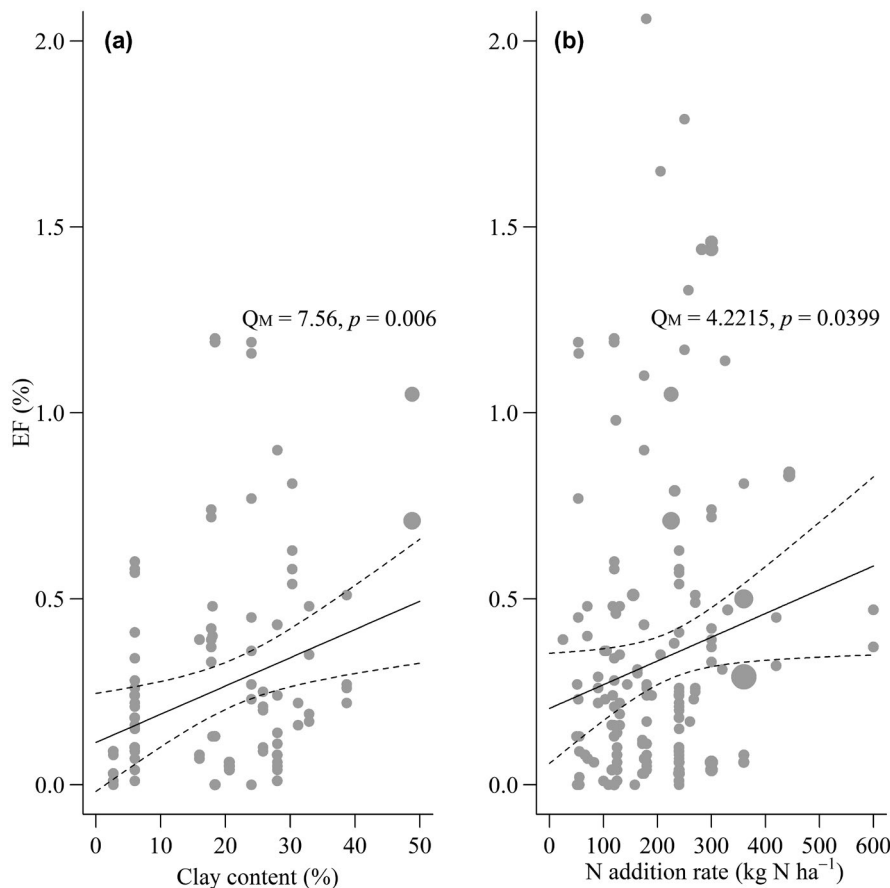 (a)
(b)
EF (%)
2.0
1.5
1.0
0.5
0.0
QM = 7.56, p = 0.006
QM = 4.2215, p = 0.0399
0 10 20 30 40 50
0 100 200 300 400 500 600
Clay content (%)
N addition rate (kg N ha⁻¹)
2.0
1.5
1.0
0.5
0.0